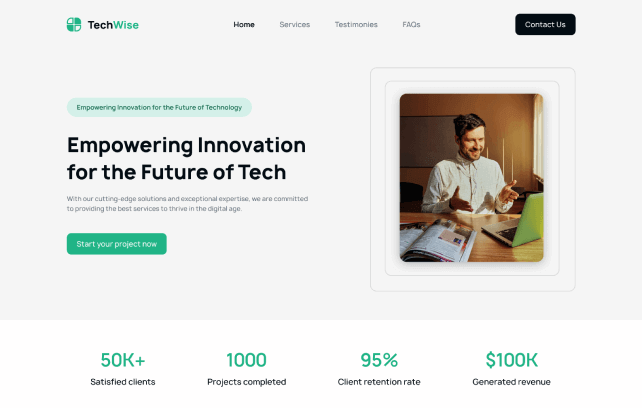 TechWise
Home
Services
Testimonies
FAQs
Contact Us
Empowering Innovation for the Future of Technology
Empowering Innovation
for the Future of Tech
With our cutting-edge solutions and exceptional expertise, we are committed
to providing the best services to thrive in the digital age.
Start your project now
50K+
Satisfied clients
1000
Projects completed
95%
Client retention rate
$100K
Generated revenue